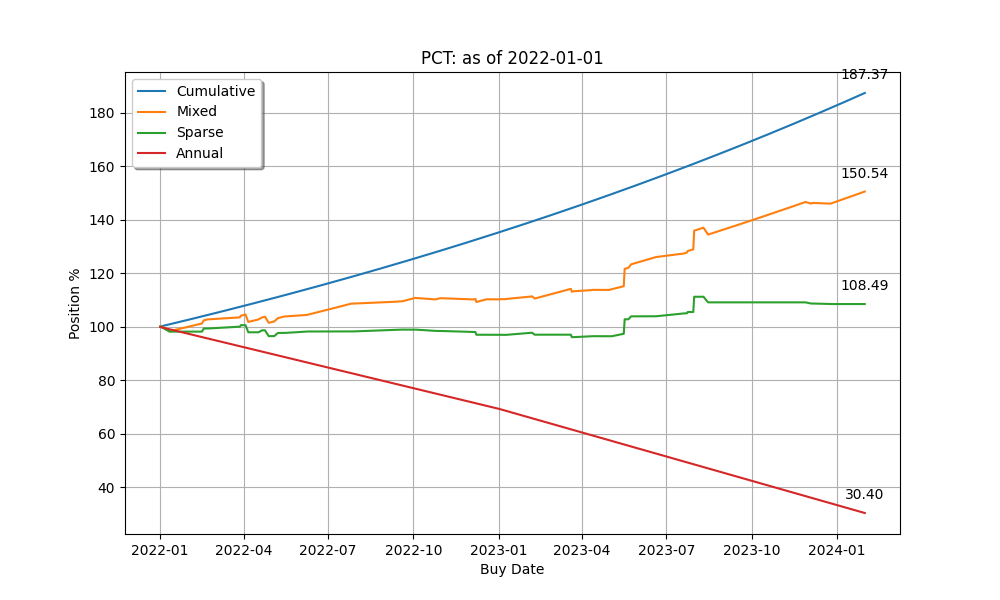 PCT: as of 2022-01-01
187.37
Cumulative
Mixed
Sparse
Annual
180
160
150.54
140
120
108.49
100
80
60
40
30.40
Position %
2022-01 2022-04 2022-07 2022-10 2023-01 2023-04 2023-07 2023-10 2024-01
Buy Date